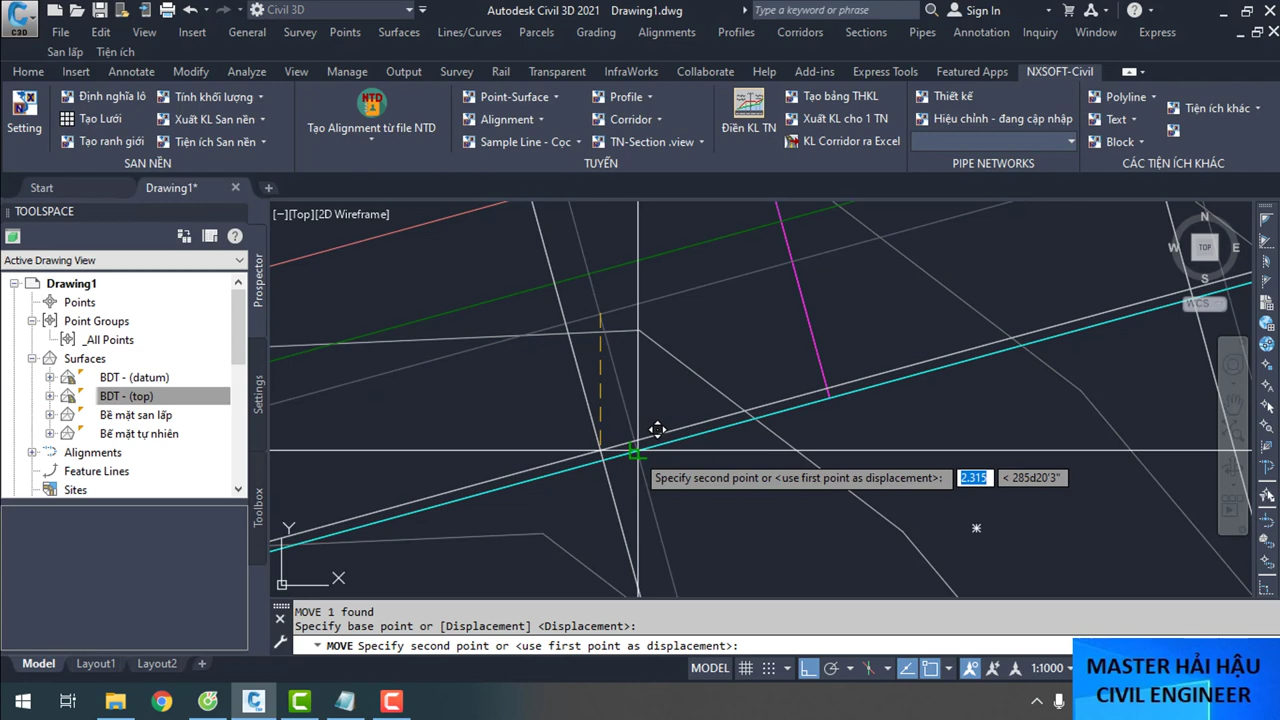 C3D
Civil 3D
Autodesk Civil 3D 2021 Drawing1.dwg
Type a keyword or phrase
Sign In
File Edit View Insert General Survey Points Surfaces Lines/Curves Parcels Grading Alignments Profiles Corridors Sections Pipes Annotation Inquiry Window Express
San lấp Tiện ích
Home Insert Annotate Modify Analyze View Manage Output Survey Rail Transparent InfraWorks Collaborate Help Add-ins Express Tools Featured Apps NXSOFT-Civil
Định nghĩa lô Tính khối lượng Point-Surface Profile Tạo bảng THKL Thiết kế Polyline
Tạo Lưới Xuất KL San nền Alignment Corridor Xuất KL cho 1 TN Hiệu chỉnh - đang cập nhập Text Tiện ích khác
Setting Tạo Alignment từ file NTD Điền KL TN
Tạo ranh giới Tiện ích San nền Sample Line - Cọc TN-Section .view KL Corridor ra Excel Block
SAN NỀN TUYẾN PIPE NETWORKS CÁC TIỆN ÍCH KHÁC
Start Drawing1*
TOOLSPACE
[−][Top][2D Wireframe]
Active Drawing View
Prospector
Settings
Toolbox
Drawing1
Points
Point Groups
_All Points
Surfaces
BDT - (datum)
BDT - (top)
Bề mặt san lấp
Bề mặt tự nhiên
Alignments
Feature Lines
Sites
N
W TOP E
S
WCS
Specify second point or <use first point as displacement>: 2.315 < 285d20'3"
Y
X
MOVE 1 found
Specify base point or [Displacement] <Displacement>:
MOVE Specify second point or <use first point as displacement>:
Model Layout1 Layout2 MODEL 1:1000
MASTER HẢI HẬU
CIVIL ENGINEER